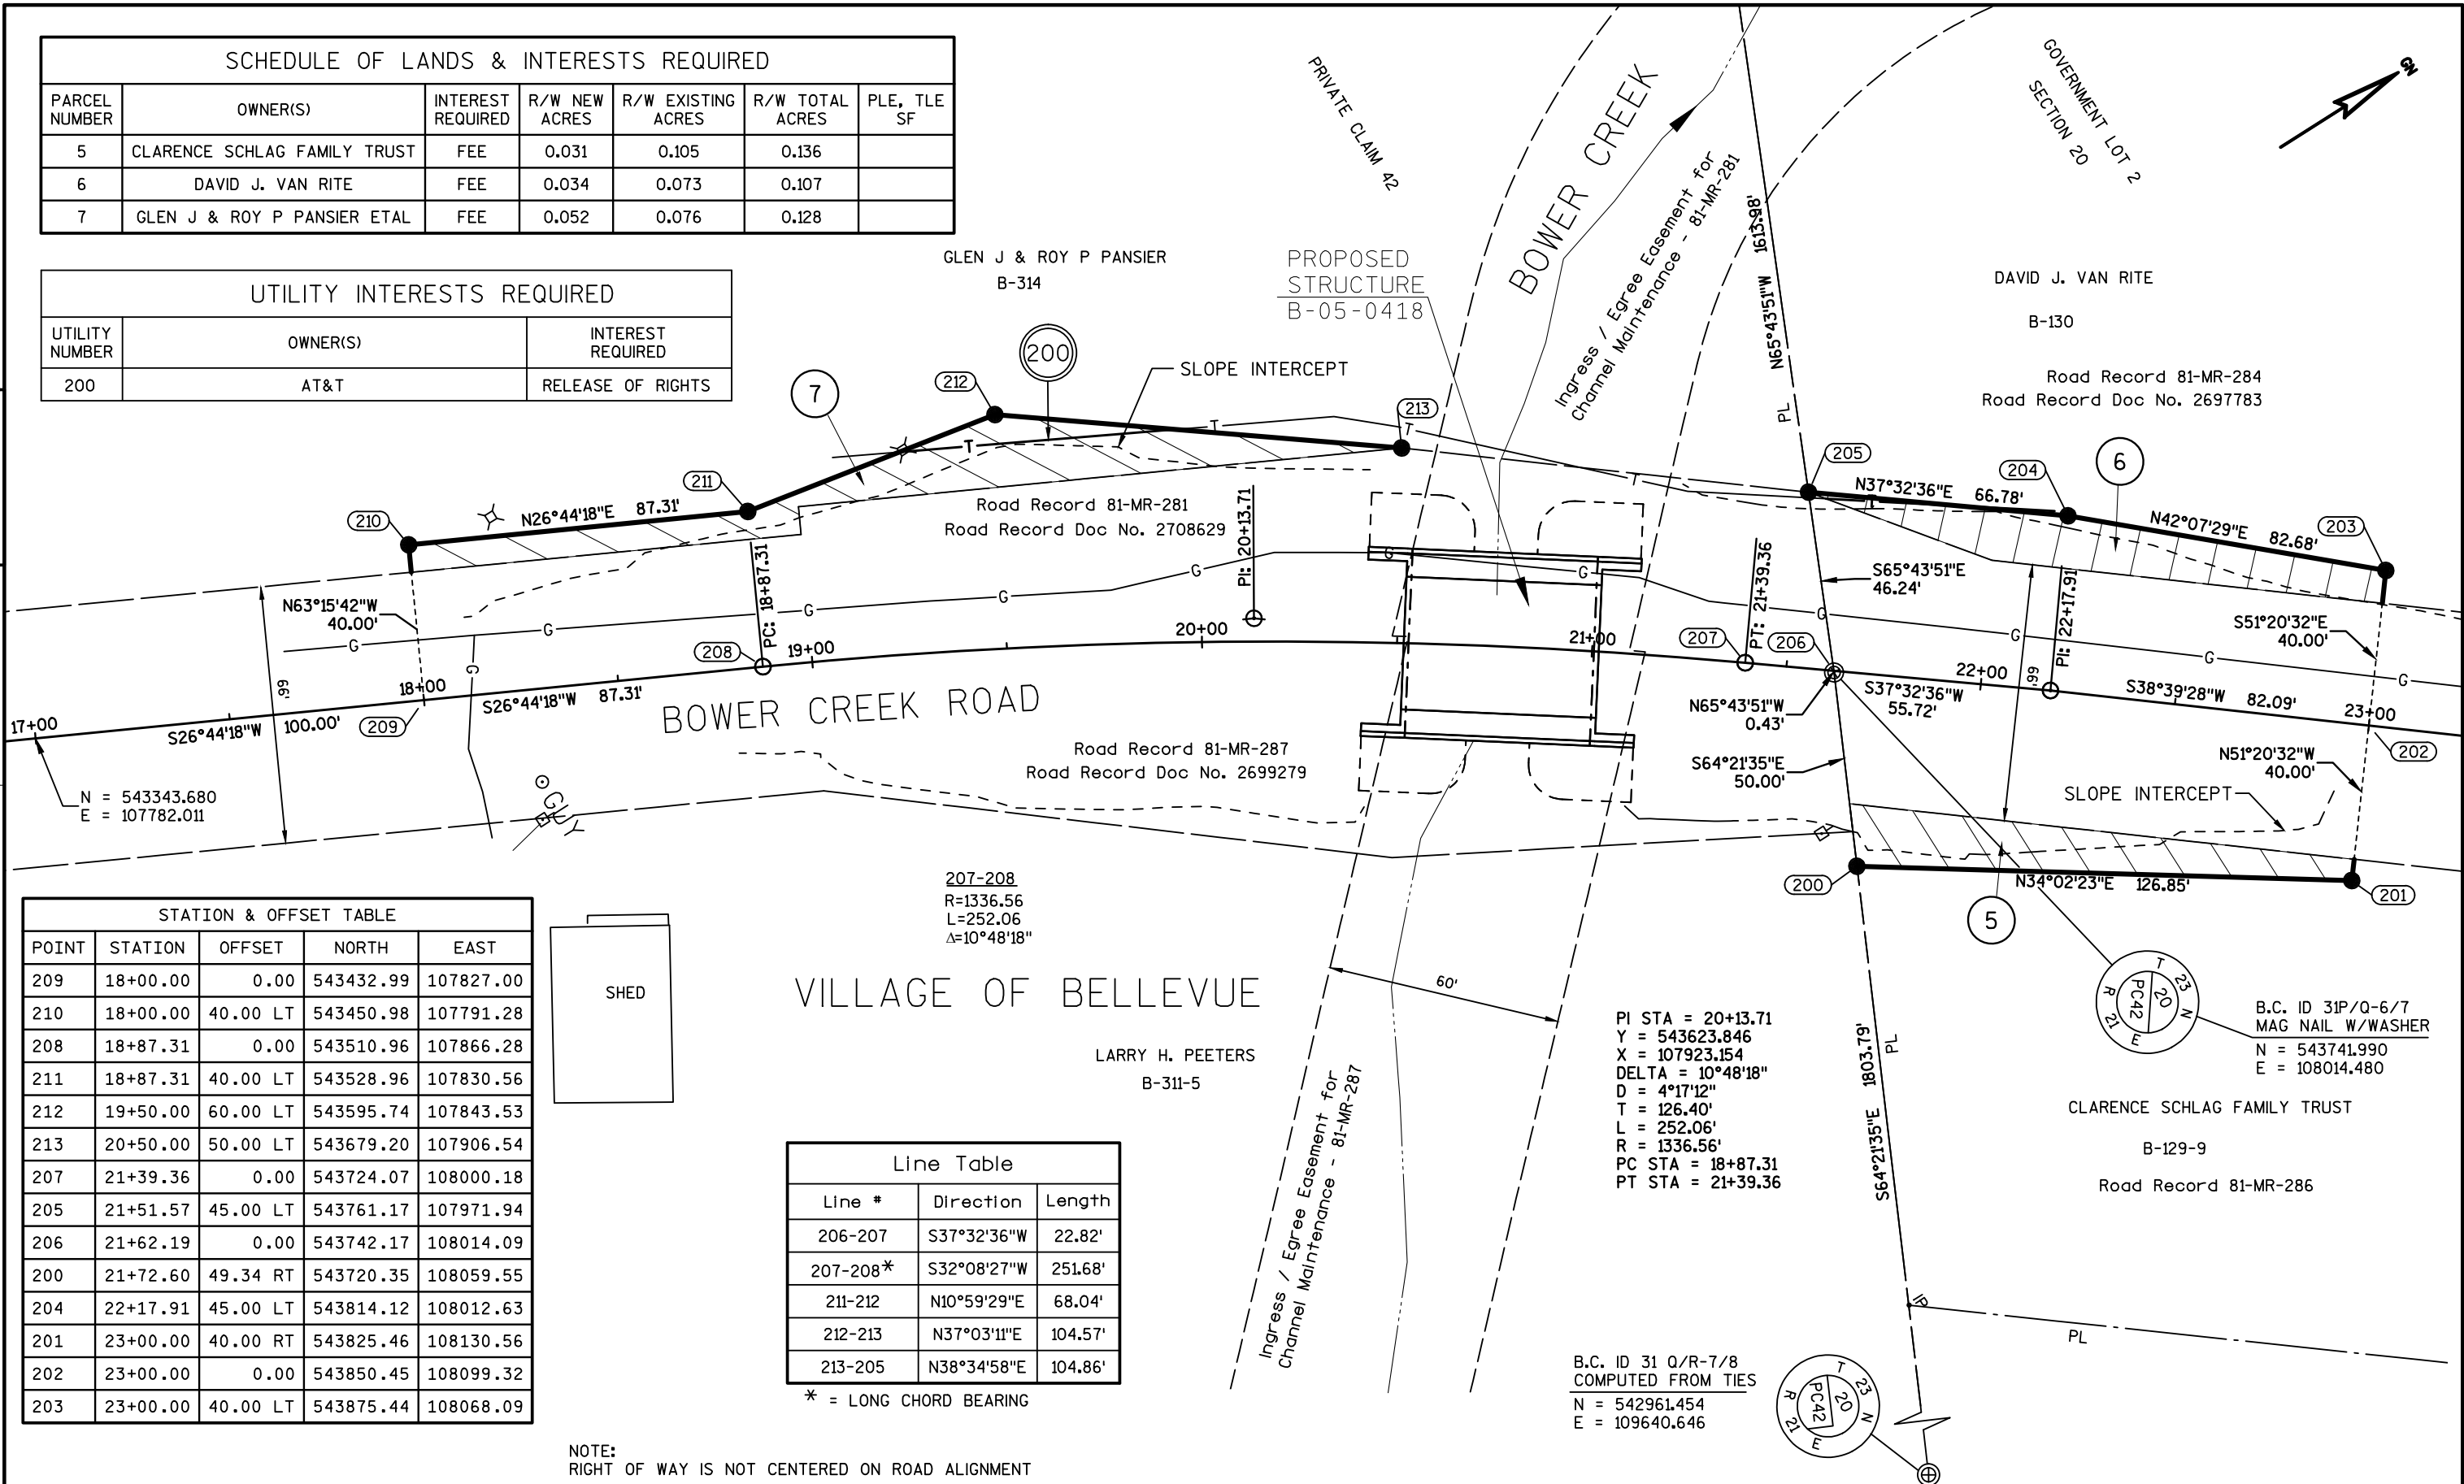 SCHEDULE OF LANDS & INTERESTS REQUIRED
PARCEL NUMBER OWNER(S) INTEREST REQUIRED R/W NEW ACRES R/W EXISTING ACRES R/W TOTAL ACRES PLE, TLE SF
5 CLARENCE SCHLAG FAMILY TRUST FEE 0.031 0.105 0.136
6 DAVID J. VAN RITE FEE 0.034 0.073 0.107
7 GLEN J & ROY P PANSIER ETAL FEE 0.052 0.076 0.128
UTILITY INTERESTS REQUIRED
UTILITY NUMBER OWNER(S) INTEREST REQUIRED
200 AT&T RELEASE OF RIGHTS
GLEN J & ROY P PANSIER
B-314
PROPOSED
STRUCTURE
B-05-0418
PRIVATE CLAIM 42
BOWER CREEK
Ingress / Egree Easement for
Channel Maintenance - 81-MR-281
N65°43'51"W 1613.98'
PL
GOVERNMENT LOT 2
SECTION 20
GN
DAVID J. VAN RITE
B-130
Road Record 81-MR-284
Road Record Doc No. 2697783
7
212
200
SLOPE INTERCEPT
213
T
T
T
T
T
205
204
6
203
N37°32'36"E 66.78'
N42°07'29"E 82.68'
210
N26°44'18"E 87.31'
211
Road Record 81-MR-281
Road Record Doc No. 2708629
PC: 18+87.31
PI: 20+13.71
PT: 21+39.36
PI: 22+17.91
S65°43'51"E
46.24'
S51°20'32"E
40.00'
N63°15'42"W
40.00'
66'
G
G
G
G
G
G
G
G
G
G
G
G
17+00
S26°44'18"W 100.00'
18+00
209
S26°44'18"W 87.31'
208
19+00
20+00
21+00
207
206
22+00
S37°32'36"W
55.72'
66'
S38°39'28"W 82.09'
23+00
202
BOWER CREEK ROAD
N65°43'51"W
0.43'
S64°21'35"E
50.00'
N51°20'32"W
40.00'
SLOPE INTERCEPT
N = 543343.680
E = 107782.011
GUY
Road Record 81-MR-287
Road Record Doc No. 2699279
200
N34°02'23"E 126.85'
201
5
207-208
R=1336.56
L=252.06
Δ=10°48'18"
STATION & OFFSET TABLE
POINT STATION OFFSET NORTH EAST
209 18+00.00 0.00 543432.99 107827.00
210 18+00.00 40.00 LT 543450.98 107791.28
208 18+87.31 0.00 543510.96 107866.28
211 18+87.31 40.00 LT 543528.96 107830.56
212 19+50.00 60.00 LT 543595.74 107843.53
213 20+50.00 50.00 LT 543679.20 107906.54
207 21+39.36 0.00 543724.07 108000.18
205 21+51.57 45.00 LT 543761.17 107971.94
206 21+62.19 0.00 543742.17 108014.09
200 21+72.60 49.34 RT 543720.35 108059.55
204 22+17.91 45.00 LT 543814.12 108012.63
201 23+00.00 40.00 RT 543825.46 108130.56
202 23+00.00 0.00 543850.45 108099.32
203 23+00.00 40.00 LT 543875.44 108068.09
SHED
VILLAGE OF BELLEVUE
LARRY H. PEETERS
B-311-5
60'
Ingress / Egree Easement for
Channel Maintenance - 81-MR-287
Line Table
Line # Direction Length
206-207 S37°32'36"W 22.82'
207-208* S32°08'27"W 251.68'
211-212 N10°59'29"E 68.04'
212-213 N37°03'11"E 104.57'
213-205 N38°34'58"E 104.86'
* = LONG CHORD BEARING
PI STA = 20+13.71
Y = 543623.846
X = 107923.154
DELTA = 10°48'18"
D = 4°17'12"
T = 126.40'
L = 252.06'
R = 1336.56'
PC STA = 18+87.31
PT STA = 21+39.36
S64°21'35"E 1803.79'
PL
T 23 N
R 21 E
PC42 20
B.C. ID 31P/Q-6/7
MAG NAIL W/WASHER
N = 543741.990
E = 108014.480
CLARENCE SCHLAG FAMILY TRUST
B-129-9
Road Record 81-MR-286
IP
PL
B.C. ID 31 Q/R-7/8
COMPUTED FROM TIES
N = 542961.454
E = 109640.646
T 23 N
R 21 E
PC42 20
NOTE:
RIGHT OF WAY IS NOT CENTERED ON ROAD ALIGNMENT